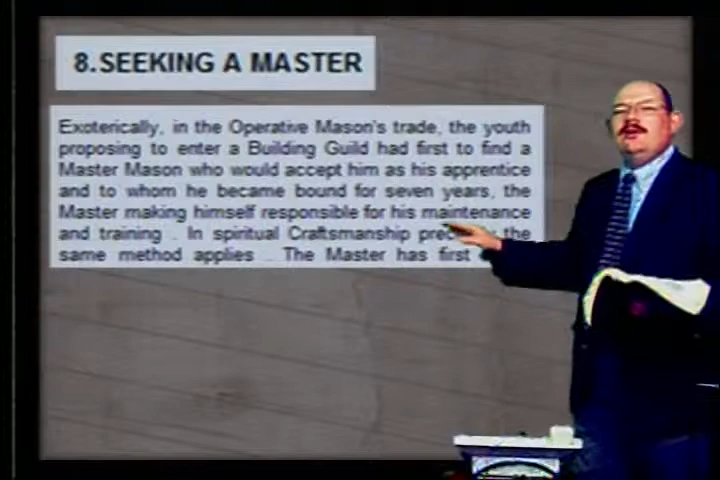 8.SEEKING A MASTER
Exoterically, in the Operative Mason's trade, the youth
proposing to enter a Building Guild had first to find a
Master Mason who would accept him as his apprentice
and to whom he became bound for seven years, the
Master making himself responsible for his maintenance
and training . In spiritual Craftsmanship the
same method applies . The Master has first